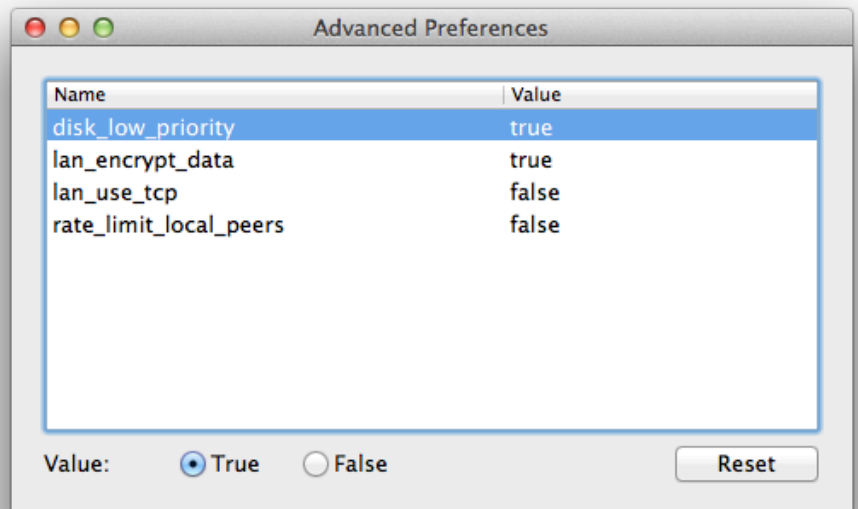 Advanced Preferences
Name Value
disk_low_priority true
lan_encrypt_data true
lan_use_tcp false
rate_limit_local_peers false
Value: True False Reset